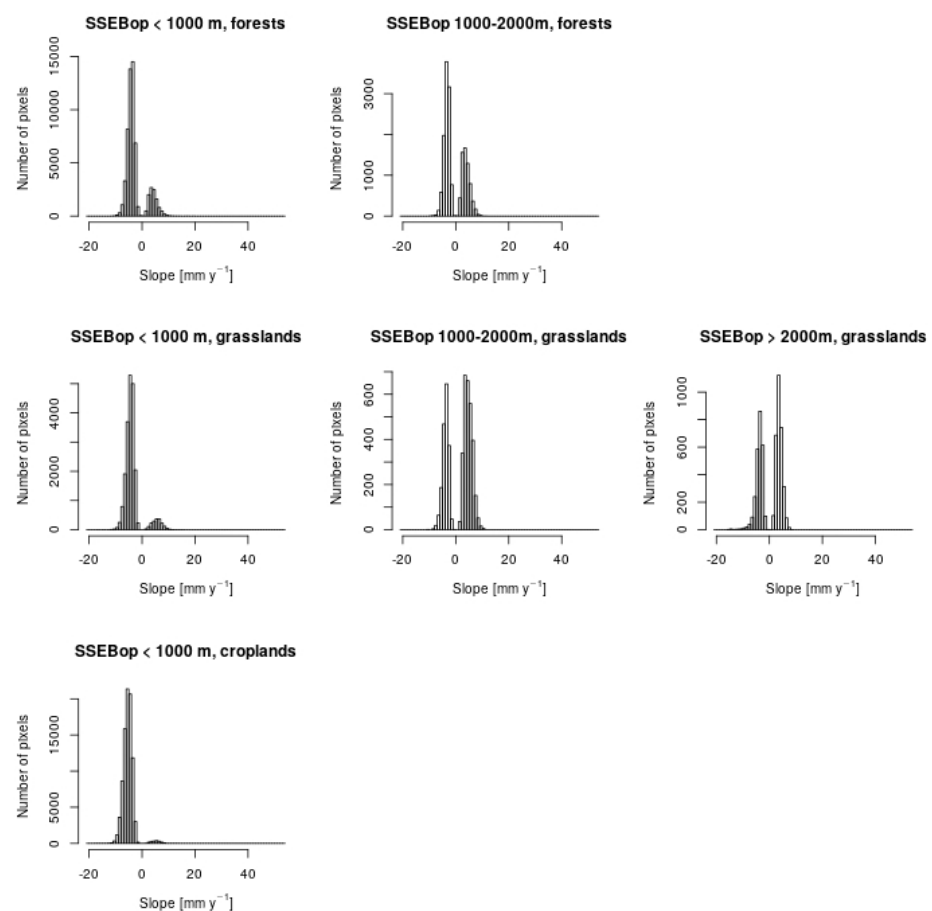 SSEBop < 1000 m, forests
Number of pixels
0
5000
10000
15000
-20
0
20
40
Slope [mm y⁻¹]
SSEBop 1000-2000m, forests
Number of pixels
0
1000
3000
-20
0
20
40
Slope [mm y⁻¹]
SSEBop < 1000 m, grasslands
Number of pixels
0
2000
4000
-20
0
20
40
Slope [mm y⁻¹]
SSEBop 1000-2000m, grasslands
Number of pixels
0
200
400
600
-20
0
20
40
Slope [mm y⁻¹]
SSEBop > 2000m, grasslands
Number of pixels
0
200
600
1000
-20
0
20
40
Slope [mm y⁻¹]
SSEBop < 1000 m, croplands
Number of pixels
0
5000
15000
-20
0
20
40
Slope [mm y⁻¹]